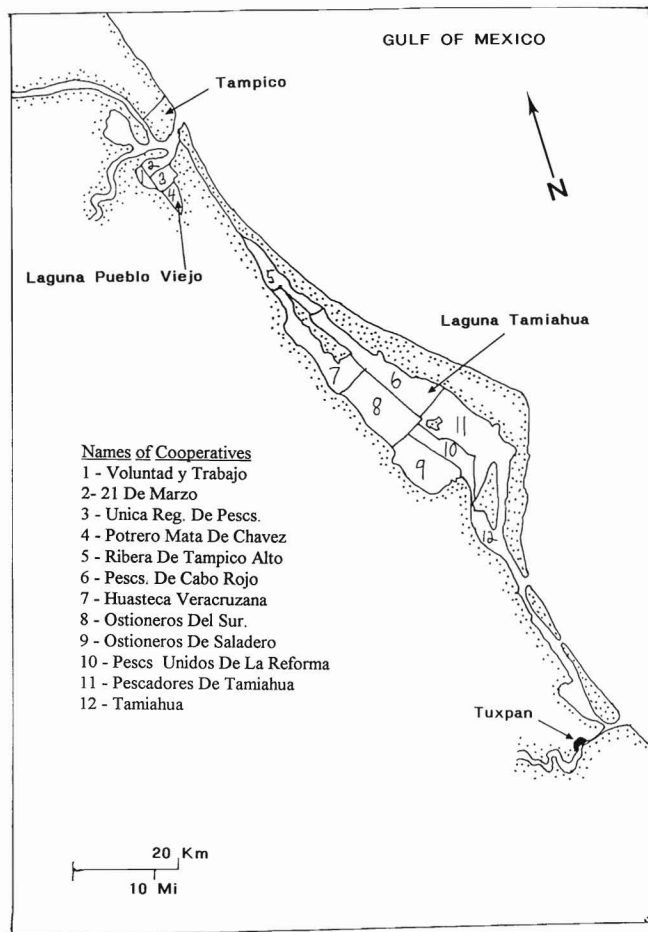 GULF OF MEXICO
Tampico
N
2
1
3
4
Laguna Pueblo Viejo
5
Laguna Tamiahua
6
7
8
11
10
9
12
Names of Cooperatives
1 - Voluntad y Trabajo
2- 21 De Marzo
3 - Unica Reg. De Pescs.
4 - Potrero Mata De Chavez
5 - Ribera De Tampico Alto
6 - Pescs. De Cabo Rojo
7 - Huasteca Veracruzana
8 - Ostioneros Del Sur.
9 - Ostioneros De Saladero
10 - Pescs Unidos De La Reforma
11 - Pescadores De Tamiahua
12 - Tamiahua
Tuxpan
20 Km
10 Mi